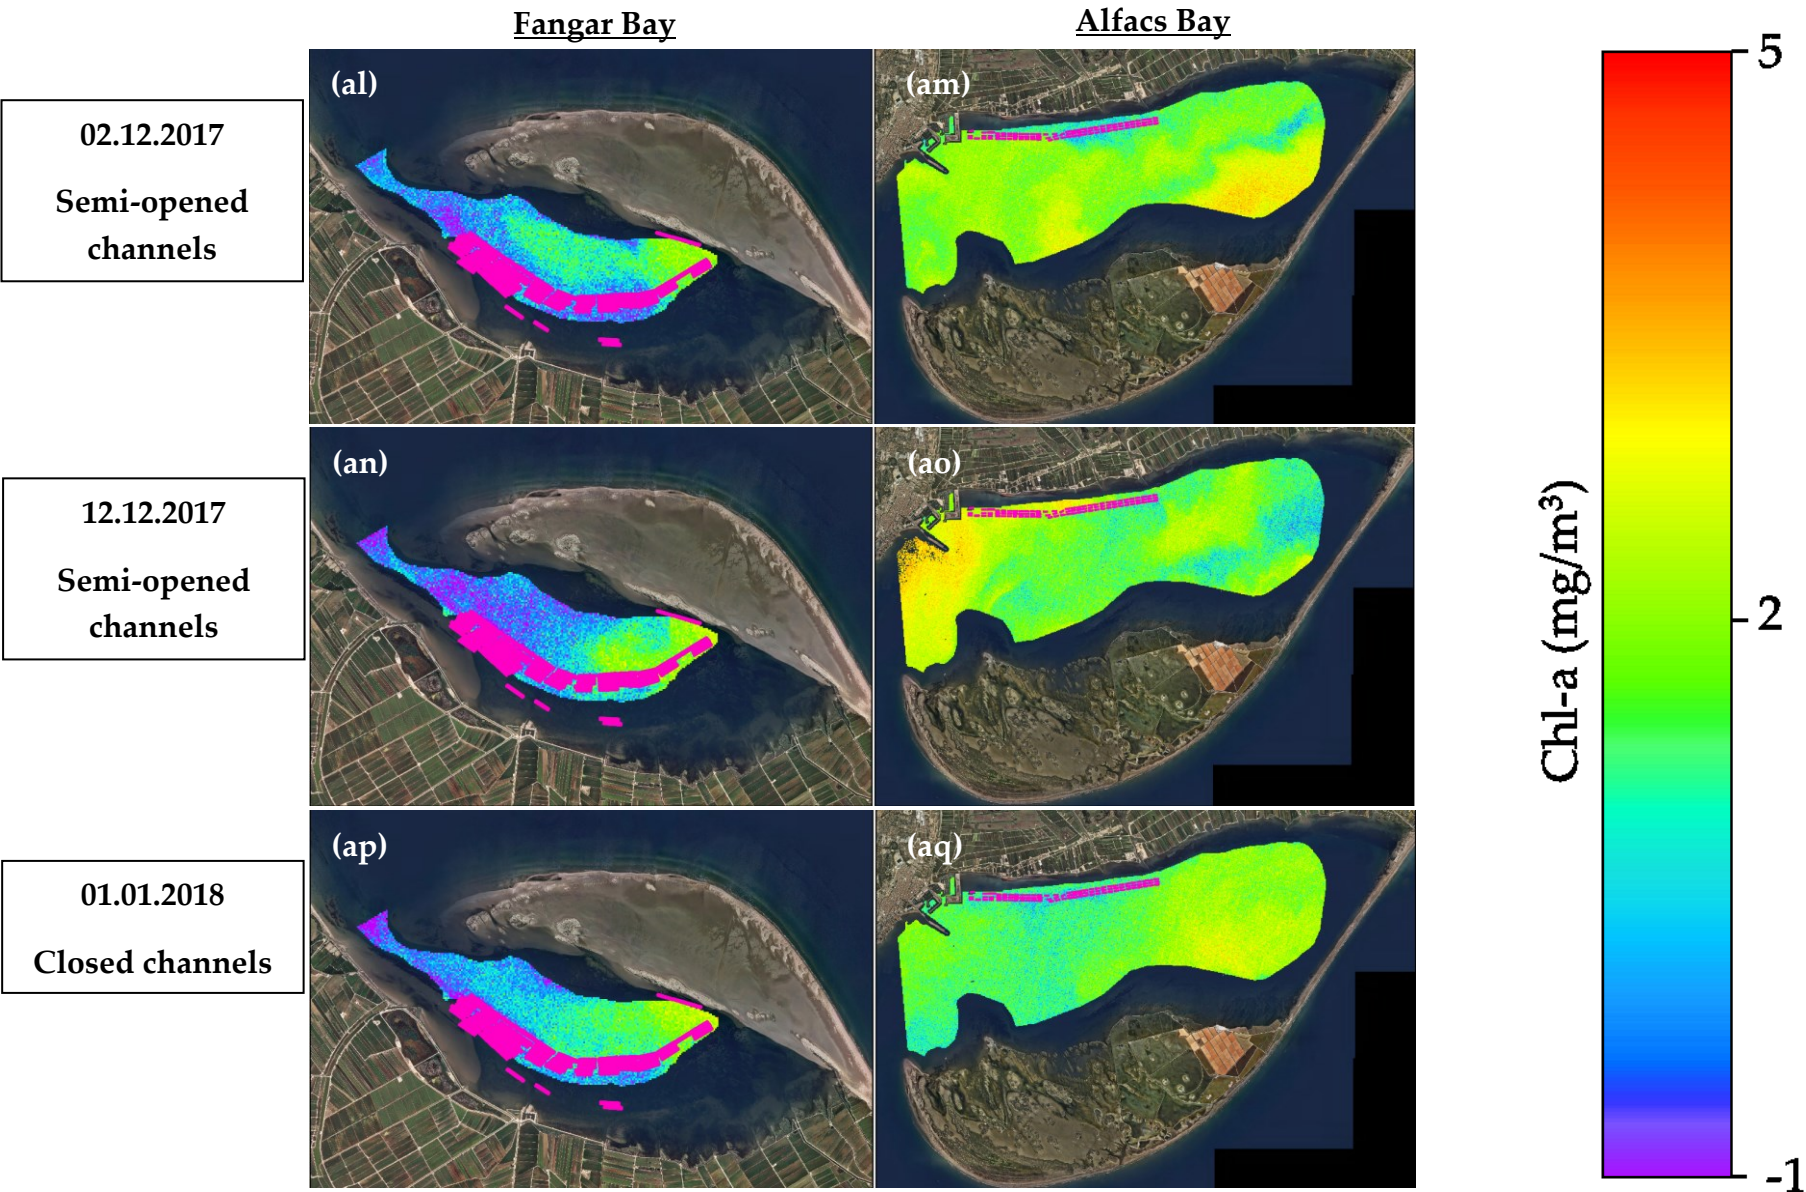 Fangar Bay
Alfacs Bay
02.12.2017
Semi-opened
channels
(al)
(am)
12.12.2017
Semi-opened
channels
(an)
(ao)
01.01.2018
Closed channels
(ap)
(aq)
5
2
-1
Chl-a (mg/m³)